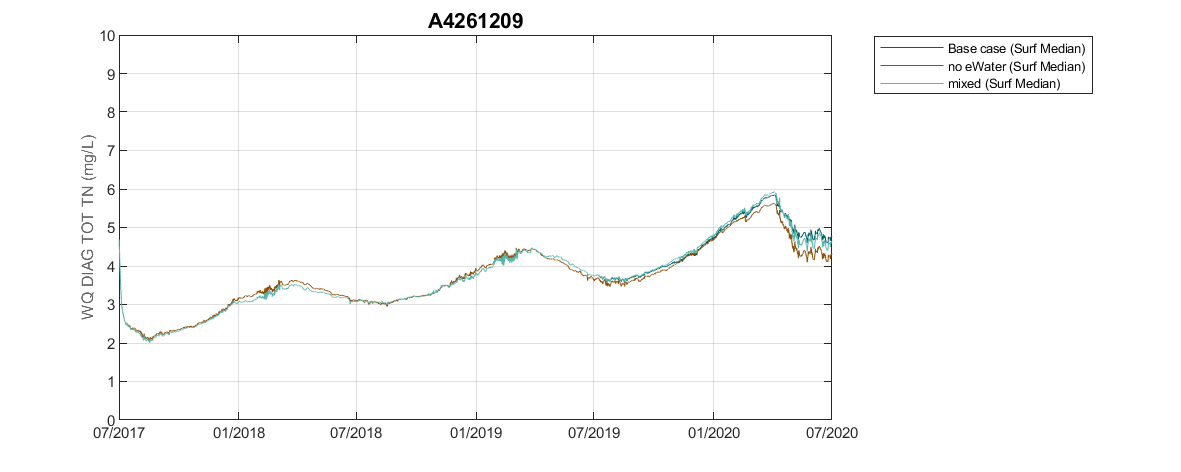 A4261209
10
9
8
7
6
5
4
3
2
1
0
WQ DIAG TOT TN (mg/L)
07/2017 01/2018 07/2018 01/2019 07/2019 01/2020 07/2020
Base case (Surf Median)
no eWater (Surf Median)
mixed (Surf Median)